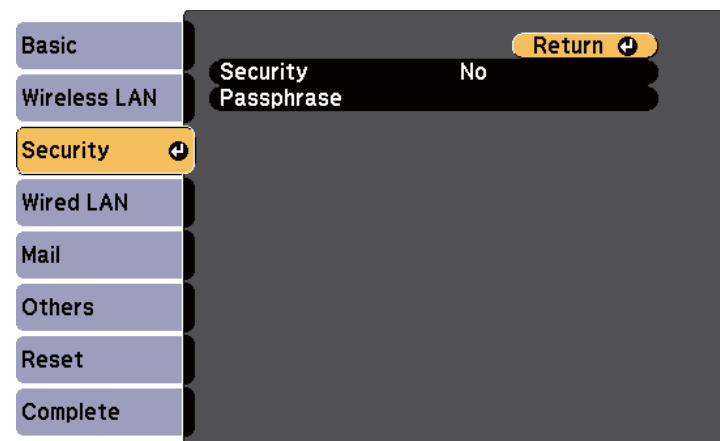 Basic
Wireless LAN
Security
Wired LAN
Mail
Others
Reset
Complete
Return
Security No
Passphrase